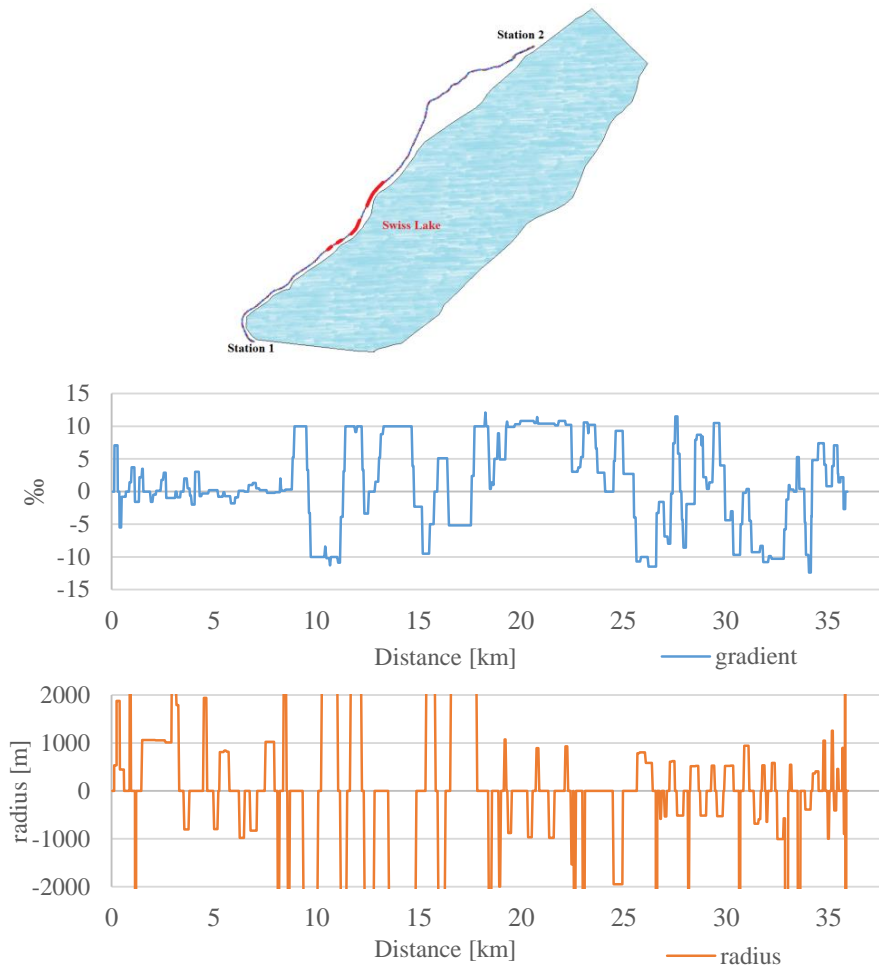 Station 2
Swiss Lake
Station 1
15
10
5
0
-5
-10
-15
‰
0 5 10 15 20 25 30 35
Distance [km]
gradient
2000
1000
0
-1000
-2000
radius [m]
0 5 10 15 20 25 30 35
Distance [km]
radius